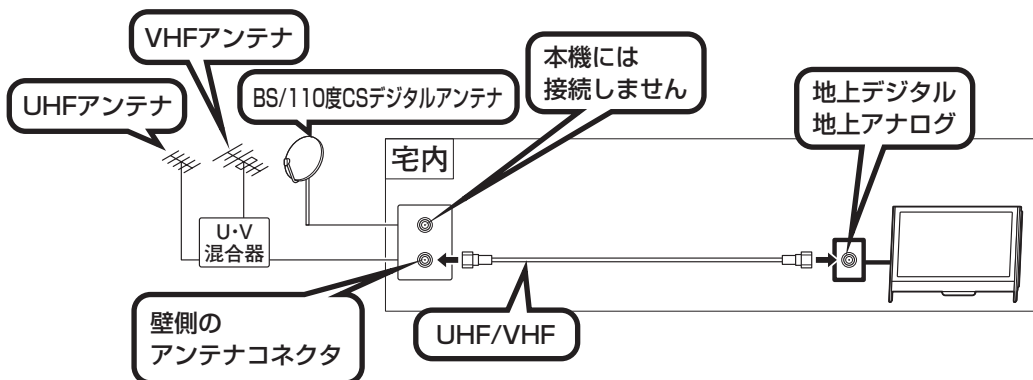 VHFアンテナ
UHFアンテナ
BS/110度CSデジタルアンテナ
本機には
接続しません
地上デジタル
地上アナログ
宅内
U・V
混合器
壁側の
アンテナコネクタ
UHF/VHF